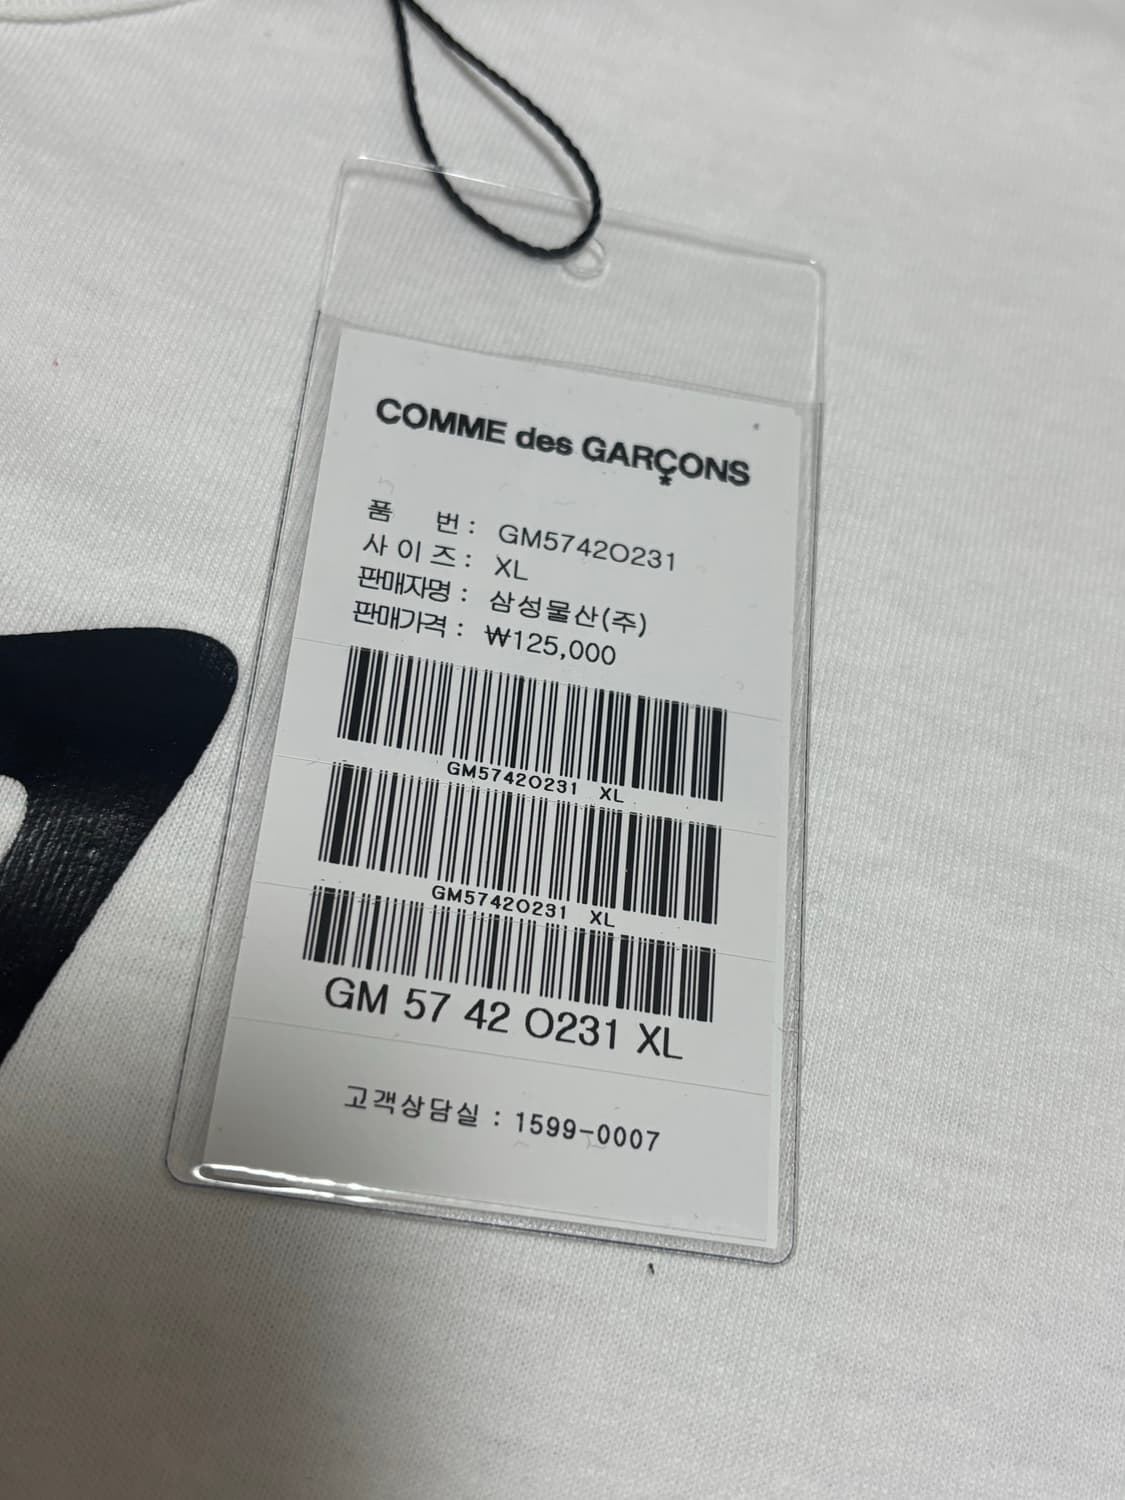 COMME des GARÇONS
품 번 : GM5742O231
사 이 즈 : XL
판매자명 : 삼성물산(주)
판매가격 : ₩125,000
GM5742O231 XL
GM5742O231 XL
GM 57 42 O231 XL
고객상담실 : 1599-0007